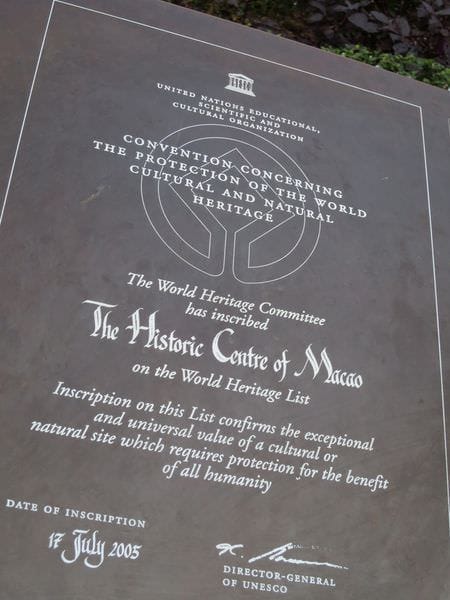 UNESCO
UNITED NATIONS EDUCATIONAL,
SCIENTIFIC AND
CULTURAL ORGANIZATION
CONVENTION CONCERNING
THE PROTECTION OF THE WORLD
CULTURAL AND NATURAL
HERITAGE
The World Heritage Committee
has inscribed
The Historic Centre of Macao
on the World Heritage List
Inscription on this List confirms the exceptional
and universal value of a cultural or
natural site which requires protection for the benefit
of all humanity
DATE OF INSCRIPTION
17 July 2005
DIRECTOR-GENERAL
OF UNESCO